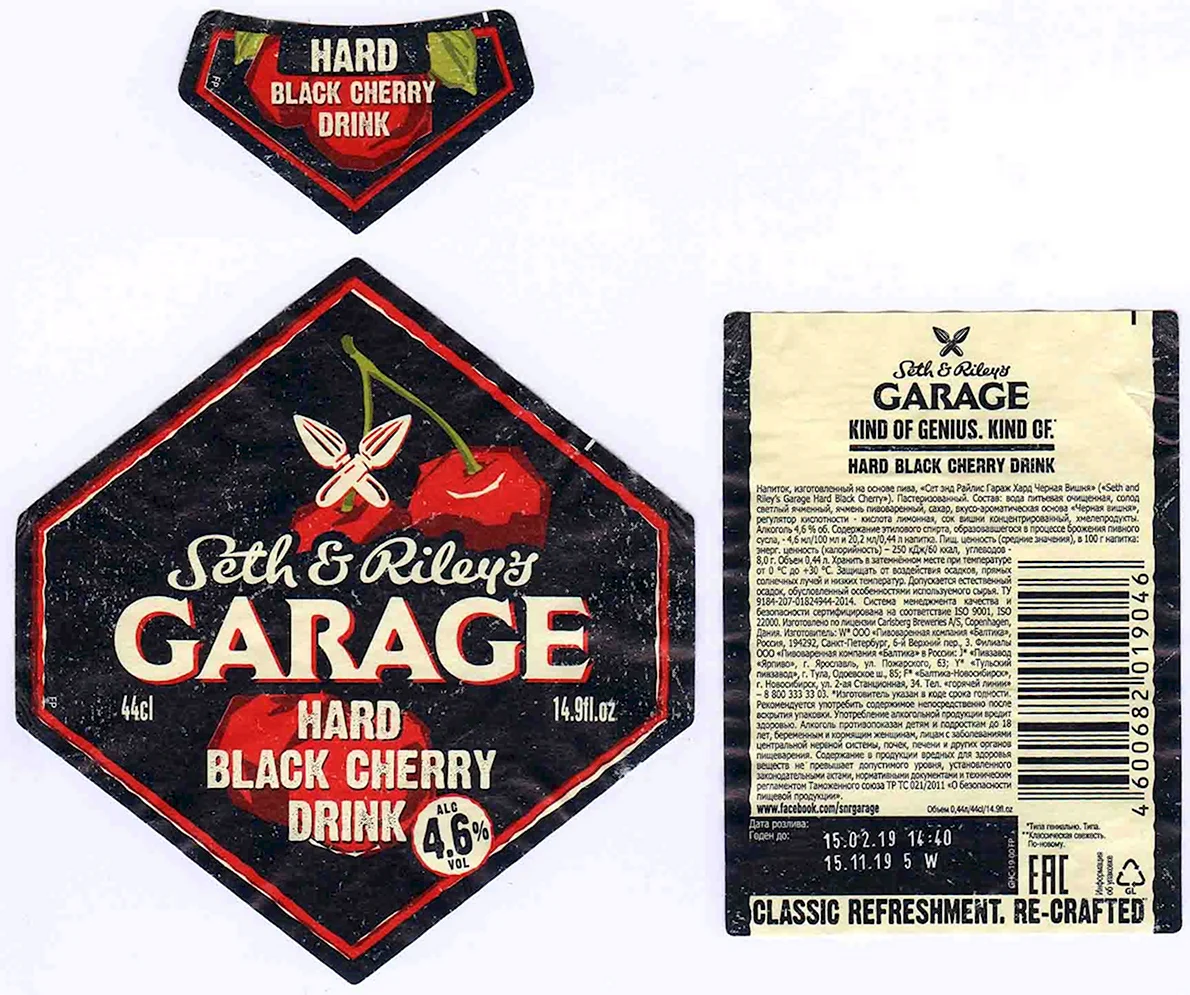 HARD
BLACK CHERRY
DRINK
FP
Seth & Riley's
GARAGE
44cl
14.9fl.oz
FP
HARD
BLACK CHERRY
DRINK
ALC
4.6%
VOL
Seth & Riley's
GARAGE
KIND OF GENIUS. KIND OF.*
HARD BLACK CHERRY DRINK
Напиток, изготовленный на основе пива, «Сет энд Райлис Гараж Хард Черная Вишня» («Seth and
Riley's Garage Hard Black Cherry»). Пастеризованный. Состав: вода питьевая очищенная, солод
светлый ячменный, ячмень пивоваренный, сахар, вкусо-ароматическая основа «Черная вишня»,
регулятор кислотности - кислота лимонная, сок вишни концентрированный, хмелепродукты.
Алкоголь 4,6 % об. Содержание этилового спирта, образовавшегося в процессе брожения пивного
сусла, - 4,6 мл/100 мл и 20,2 мл/0,44 л напитка. Пищ. ценность (средние значения), в 100 г напитка:
энерг. ценность (калорийность) – 250 кДж/60 ккал, углеводов -
8,0 г. Объем 0,44 л. Хранить в затемнённом месте при температуре
от 0 °С до +30 °С. Защищать от воздействия осадков, прямых
солнечных лучей и низких температур. Допускается естественный
осадок, обусловленный особенностями используемого сырья. ТУ
9184-207-01824944-2014. Система менеджмента качества и
безопасности сертифицирована на соответствие ISO 9001, ISO
22000. Изготовлено по лицензии Carlsberg Breweries A/S, Copenhagen,
Дания. Изготовитель: W* ООО «Пивоваренная компания «Балтика»,
Россия, 194292, Санкт-Петербург, 6-й Верхний пер., 3. Филиалы
ООО «Пивоваренная компания «Балтика» в России: J* «Пивзавод
«Ярпиво», г. Ярославль, ул. Пожарского, 63; Y* «Тульский
пивзавод», г. Тула, Одоевское ш., 85; F* «Балтика-Новосибирск»,
г. Новосибирск, ул. 2-ая Станционная, 34. Тел. «горячей линии»
– 8 800 333 33 03. *Изготовитель указан в коде срока годности.
Рекомендуется употребить содержимое непосредственно после
вскрытия упаковки. Употребление алкогольной продукции вредит
здоровью. Алкоголь противопоказан детям и подросткам до 18
лет, беременным и кормящим женщинам, лицам с заболеваниями
центральной нервной системы, почек, печени и других органов
пищеварения. Содержание в продукции вредных для здоровья
веществ не превышает допустимого уровня, установленного
законодательными актами, нормативными документами и техническим
регламентом Таможенного союза ТР ТС 021/2011 «О безопасности
пищевой продукции».
www.facebook.com/snrgarage
Объем 0,44л/44cl/14.9fl.oz
4 600682 019046
Дата розлива:
Годен до:
15.02.19 14:40
15.11.19 5 W
GHC-19-00 FP
*Типа гениально. Типа.
**Классическая свежесть.
По-новому.
EAC
Информация
об упаковке
GL
CLASSIC REFRESHMENT. RE-CRAFTED**